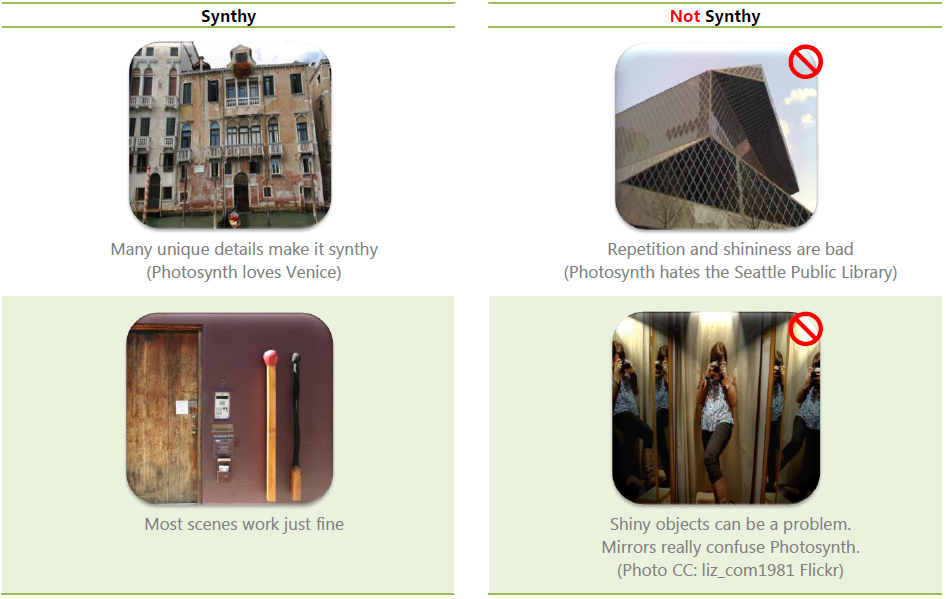 Synthy
Not Synthy
Many unique details make it synthy
(Photosynth loves Venice)
Repetition and shininess are bad
(Photosynth hates the Seattle Public Library)
Most scenes work just fine
Shiny objects can be a problem.
Mirrors really confuse Photosynth.
(Photo CC: liz_com1981 Flickr)